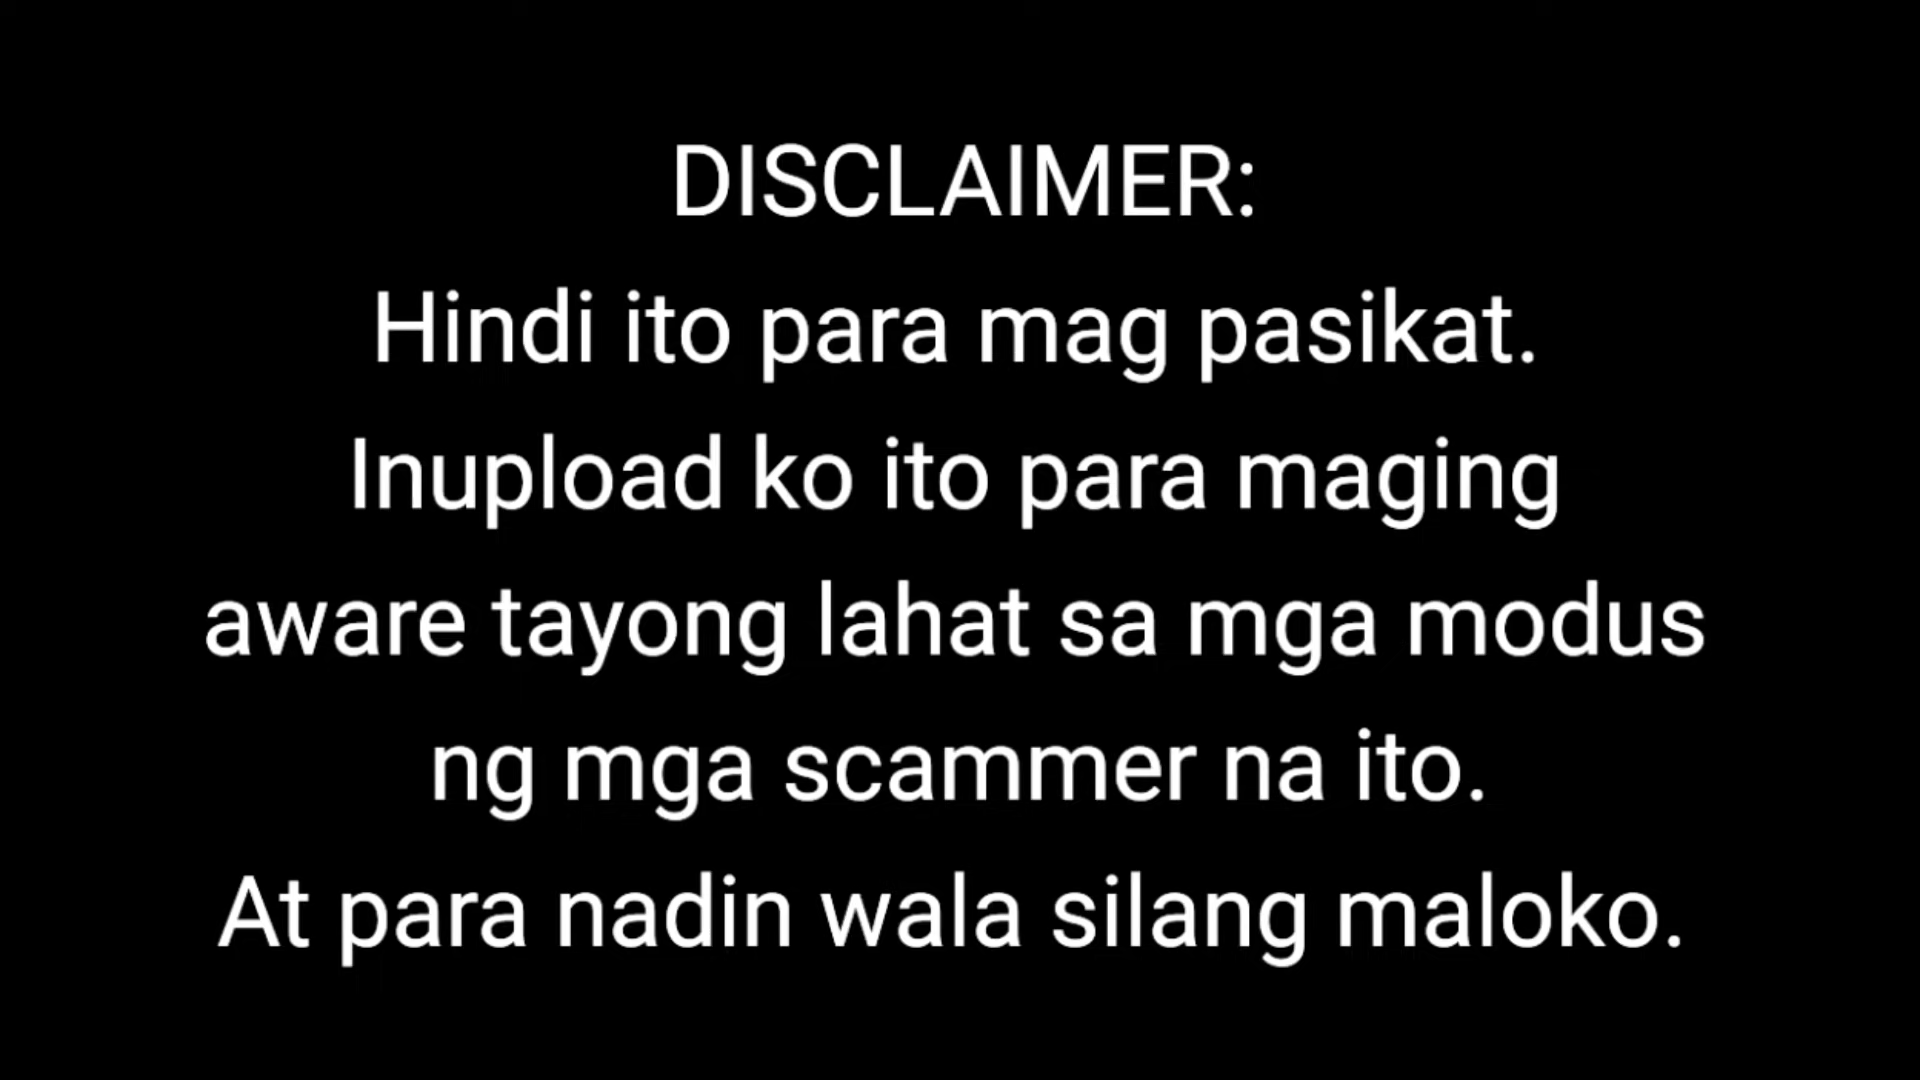 DISCLAIMER:
Hindi ito para mag pasikat.
Inupload ko ito para maging
aware tayong lahat sa mga modus
ng mga scammer na ito.
At para nadin wala silang maloko.